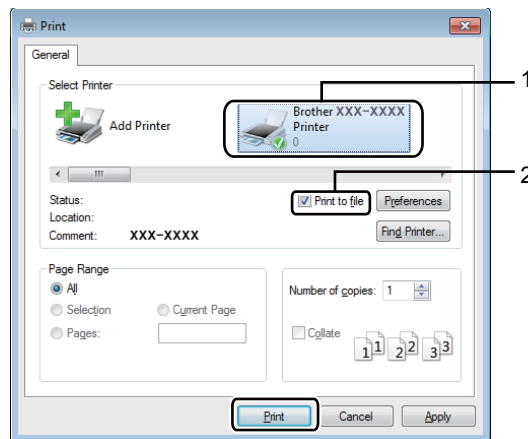 Print
General
Select Printer
Add Printer
Brother XXX-XXXX
Printer
0
1
Status:
Print to file
Preferences
2
Location:
Comment: XXX-XXXX
Find Printer...
Page Range
All
Selection
Current Page
Pages:
Number of copies: 1
Collate
1 1 2 2 3 3
Print
Cancel
Apply